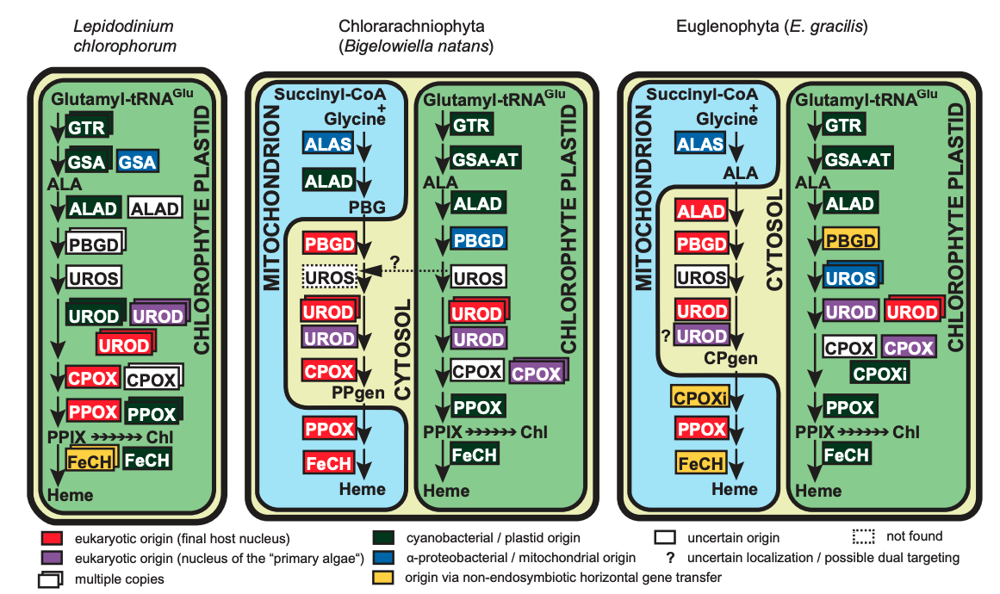 Lepidodinium
chlorophorum
Glutamyl-tRNAGlu
GTR
GSA GSA
ALA
ALAD ALAD
PBGD
UROS
UROD UROD
UROD
CPOX CPOX
PPOX PPOX
PPIX Chl
FeCH FeCH
Heme
CHLOROPHYTE PLASTID
Chlorarachniophyta
(Bigelowiella natans)
MITOCHONDRION
Succinyl-CoA
+
Glycine
ALAS
ALAD
PBG
PBGD
UROS
?
UROD
UROD
CPOX
PPgen
PPOX
FeCH
Heme
CYTOSOL
Glutamyl-tRNAGlu
GTR
GSA-AT
ALA
ALAD
PBGD
UROS
UROD
UROD
CPOX CPOX
PPOX
PPIX Chl
FeCH
Heme
CHLOROPHYTE PLASTID
Euglenophyta (E. gracilis)
MITOCHONDRION
Succinyl-CoA
+
Glycine
ALAS
ALA
ALAD
PBGD
UROS
UROD
? UROD
CPgen
CPOXi
PPOX
FeCH
Heme
CYTOSOL
Glutamyl-tRNAGlu
GTR
GSA-AT
ALA
ALAD
PBGD
UROS
UROD UROD
CPOX CPOX
CPOXi
PPOX
PPIX Chl
FeCH
Heme
CHLOROPHYTE PLASTID
eukaryotic origin (final host nucleus)
eukaryotic origin (nucleus of the “primary algae“)
multiple copies
cyanobacterial / plastid origin
α-proteobacterial / mitochondrial origin
origin via non-endosymbiotic horizontal gene transfer
uncertain origin
not found
? uncertain localization / possible dual targeting